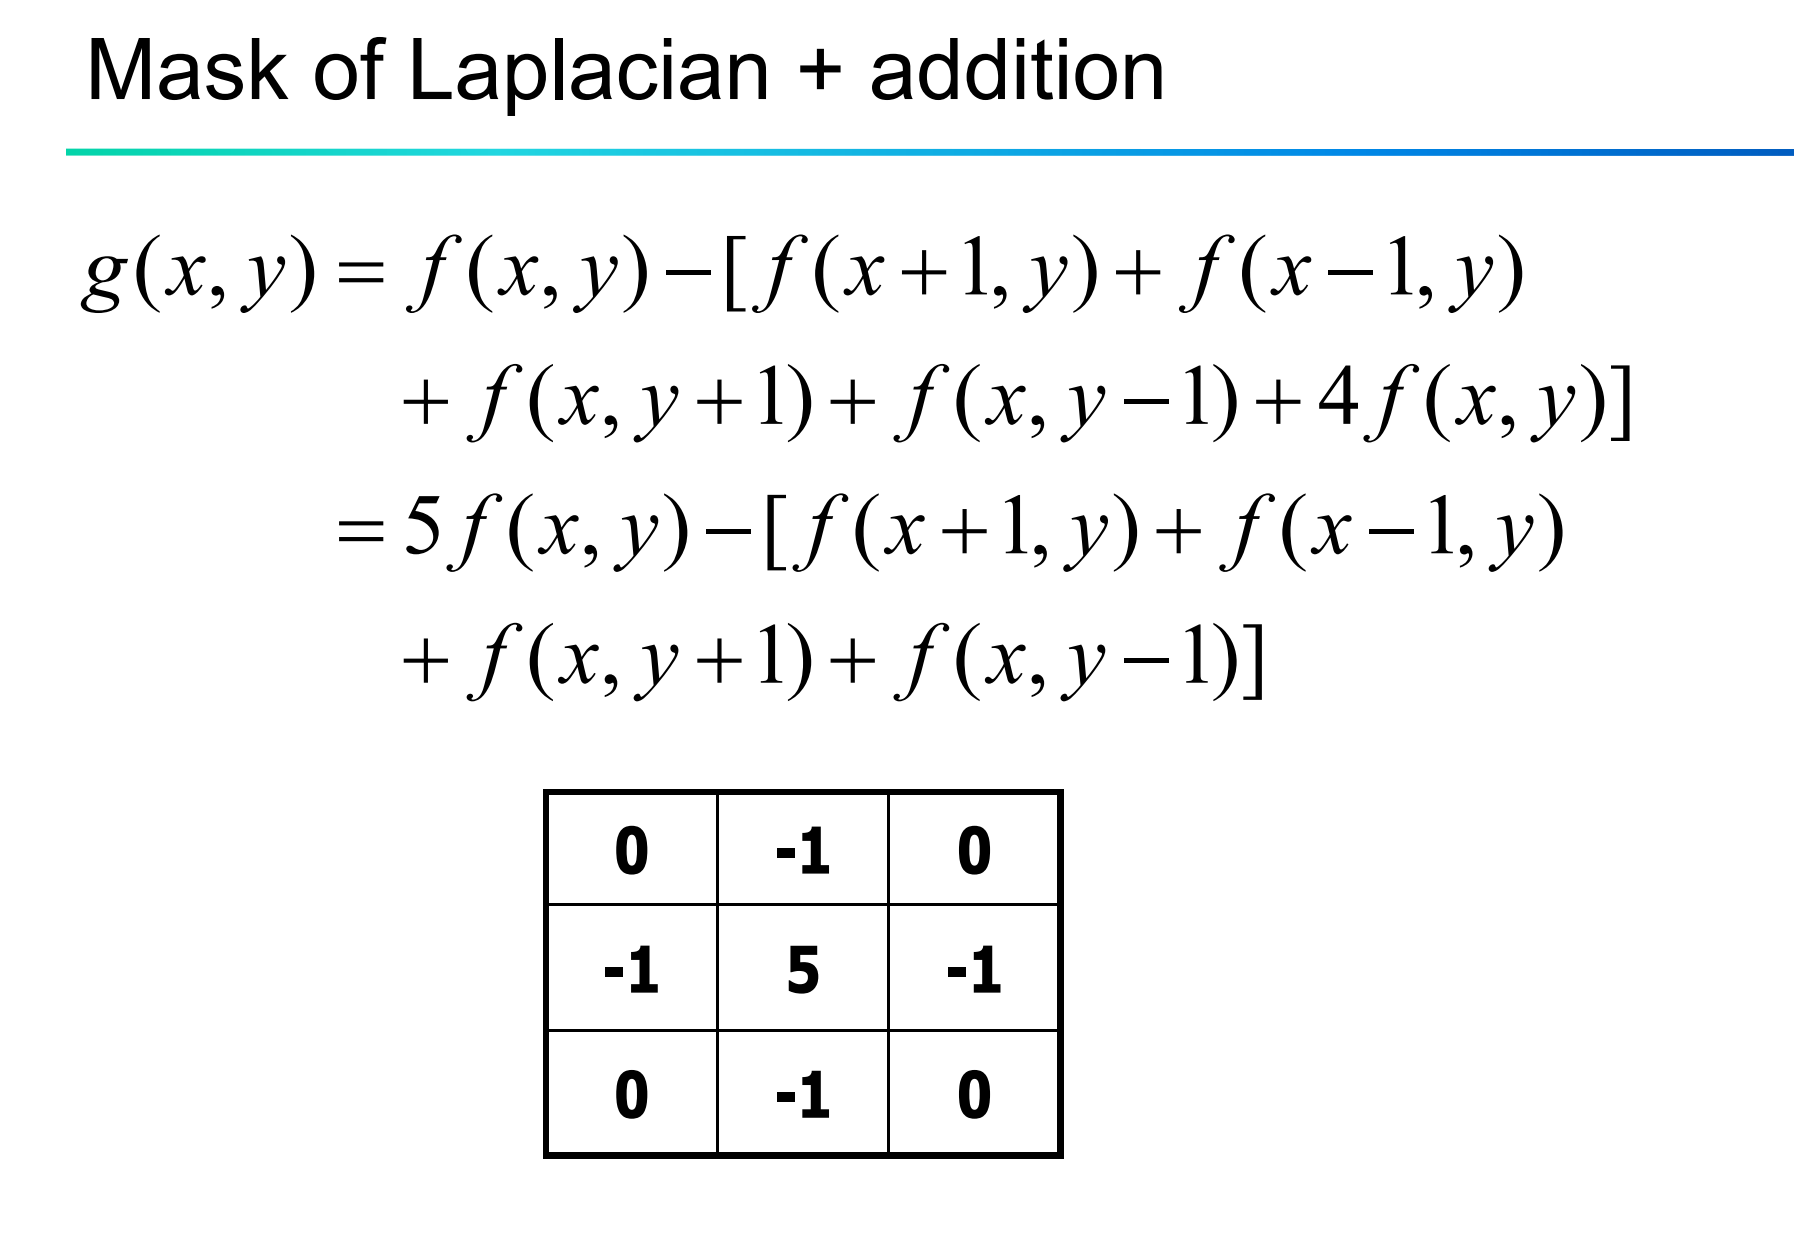 Mask of Laplacian + addition
g(x, y) = f(x, y) − [f(x + 1, y) + f(x − 1, y)
+ f(x, y + 1) + f(x, y − 1) + 4f(x, y)]
= 5f(x, y) − [f(x + 1, y) + f(x − 1, y)
+ f(x, y + 1) + f(x, y − 1)]
0 -1 0
-1 5 -1
0 -1 0